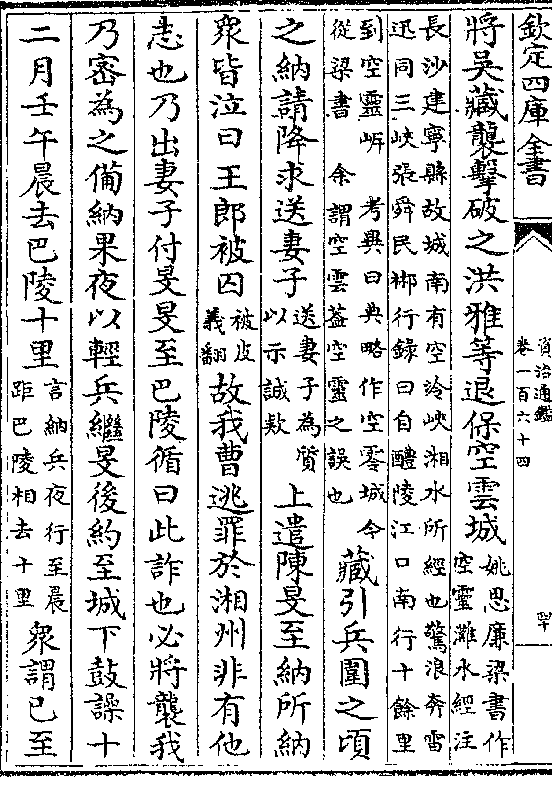 欽定四庫全書
資治通鑑
卷一百六十四
將吳藏襲擊破之洪雅等退保空雲城
姚思廉梁書作
空靈灘水經注
長沙建寧縣故城南有空泠峽湘水所經也驚浪奔雷
迅同三峽張舜民郴行錄曰自醴陵江口南行十餘里
到空靈㟁 考異曰典略作空零城今
從梁書 余謂空雲葢空靈之誤也
藏引兵圍之頃
之納請降求送妻子
送妻子為質
以示誠欵
上遣陳旻至納所納
衆皆泣曰王郎被囚
被皮
義翻
故我曹逃罪於湘州非有他
志也乃出妻子付旻旻至巴陵循曰此詐也必將襲我
乃密為之備納果夜以輕兵繼旻後約至城下鼓譟十
二月壬午晨去巴陵十里
言納兵夜行至晨
距巴陵相去十里
衆謂已至